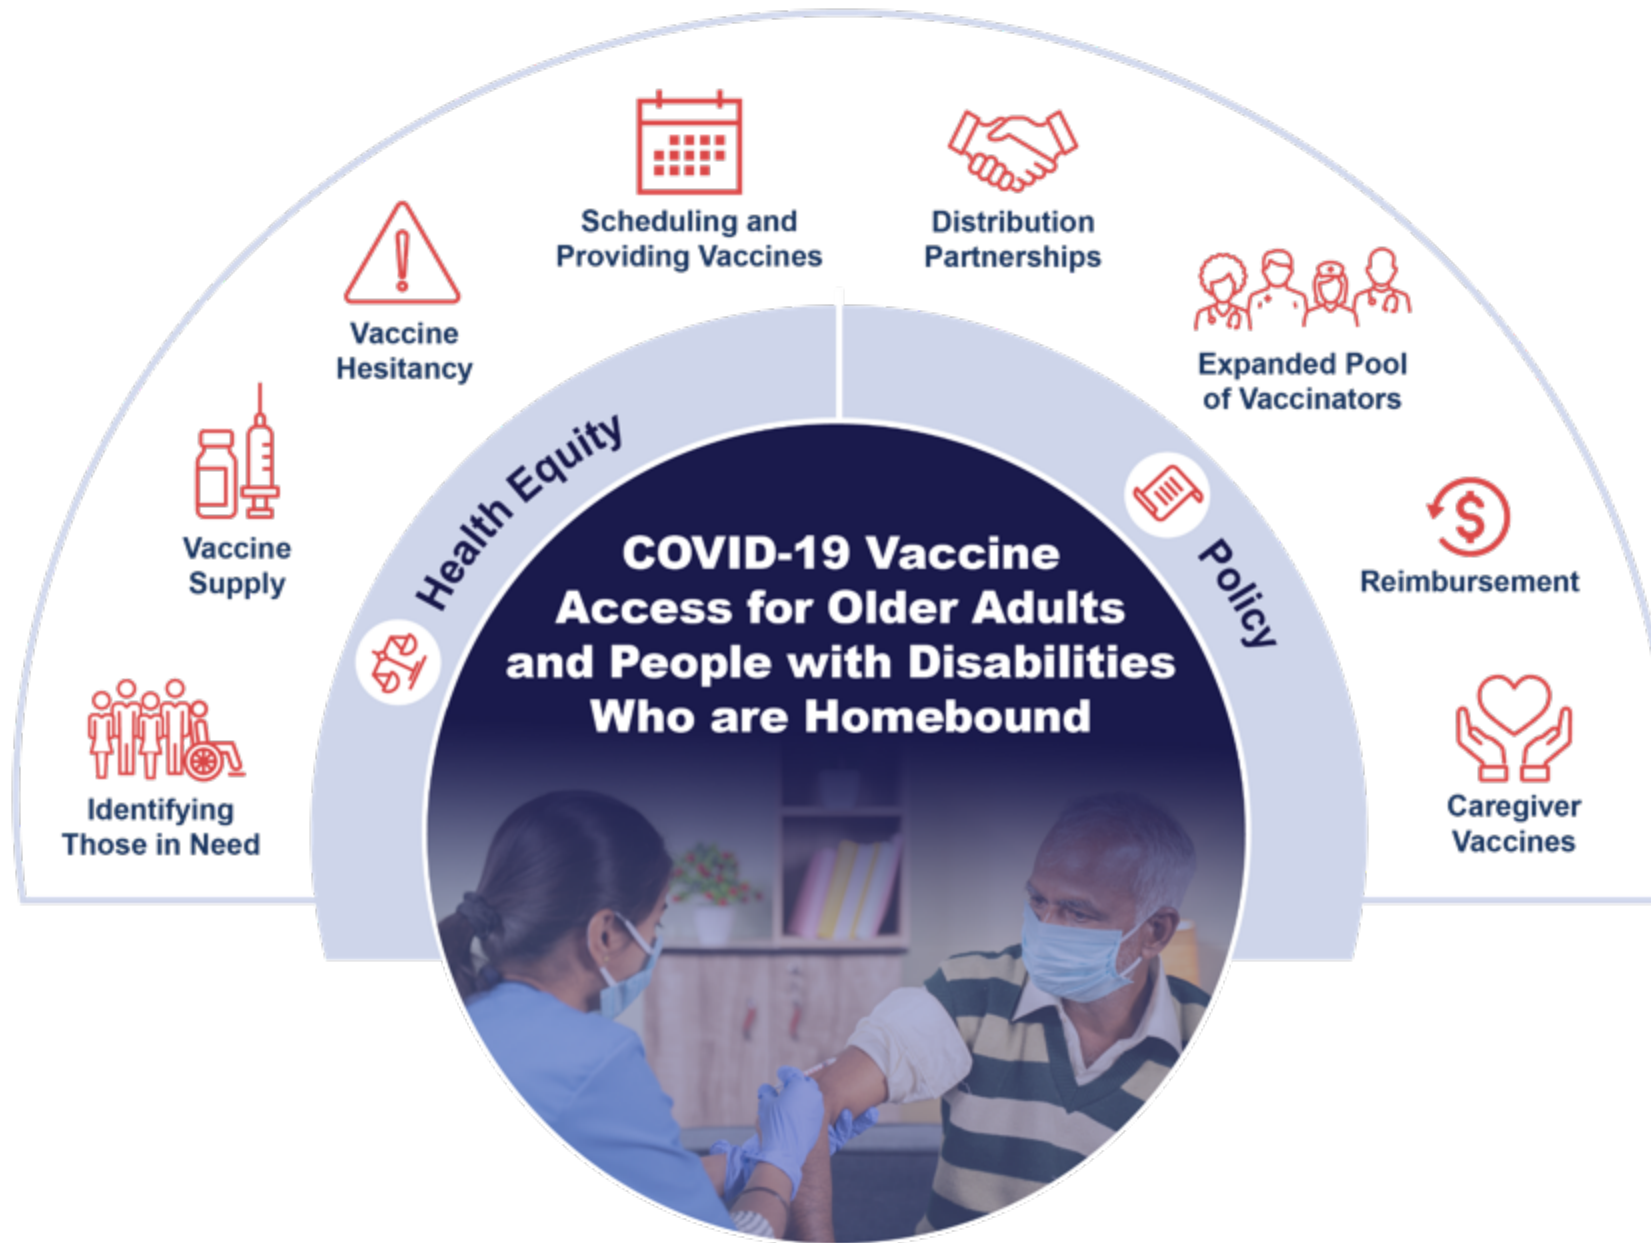 Scheduling and
Providing Vaccines
Distribution
Partnerships
Vaccine
Hesitancy
Expanded Pool
of Vaccinators
Vaccine
Supply
Reimbursement
Identifying
Those in Need
Caregiver
Vaccines
Health Equity
Policy
COVID-19 Vaccine
Access for Older Adults
and People with Disabilities
Who are Homebound